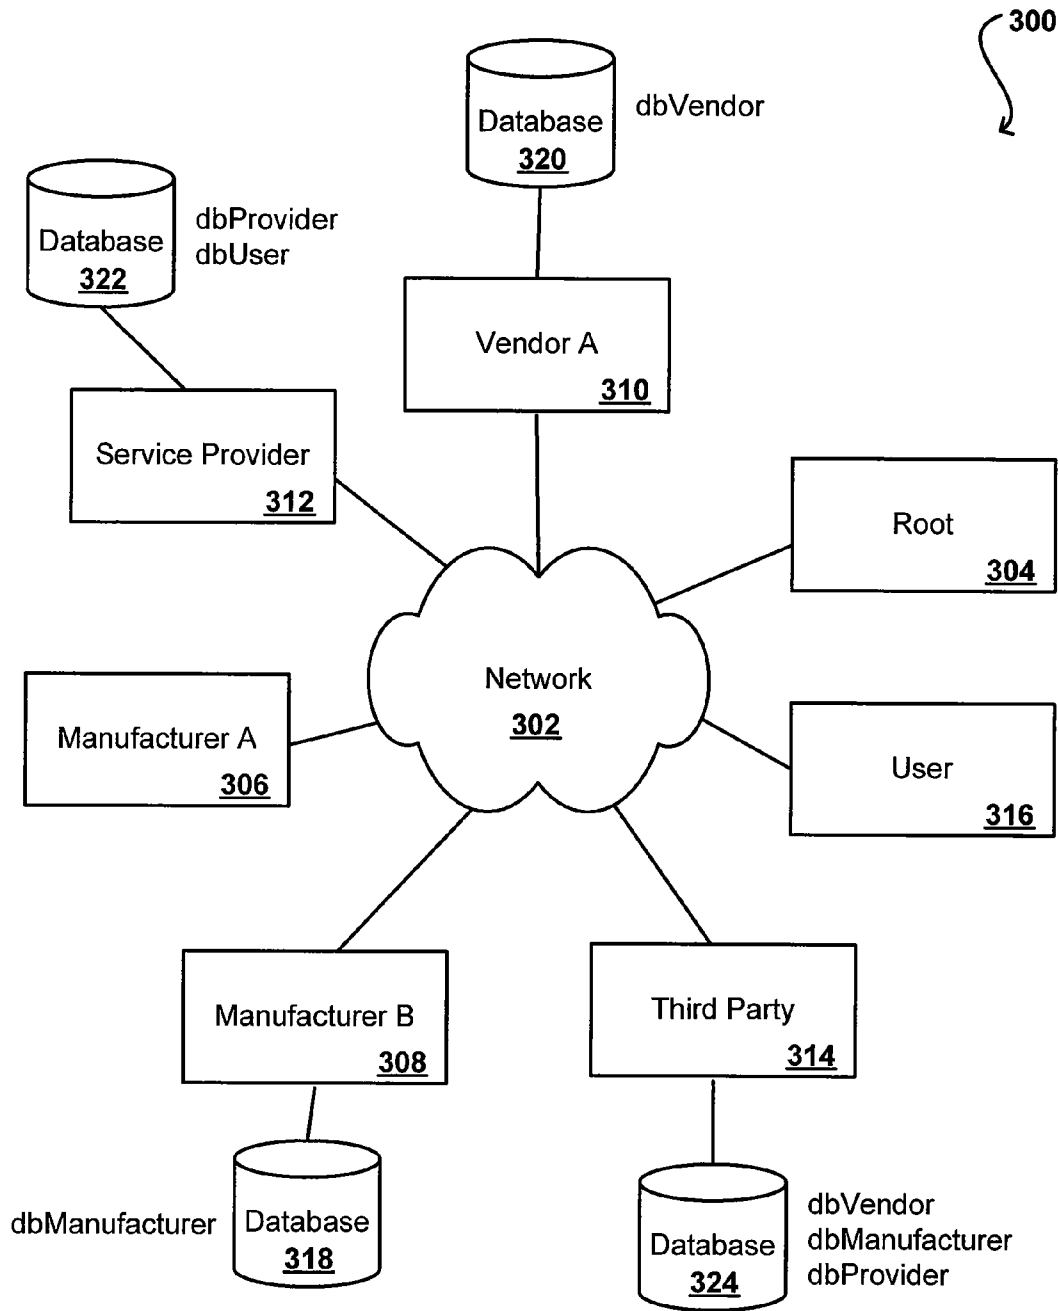 300
Database
320
dbVendor
Database
322
dbProvider
dbUser
Vendor A
310
Service Provider
312
Root
304
Network
302
Manufacturer A
306
User
316
Manufacturer B
308
Third Party
314
dbManufacturer
Database
318
Database
324
dbVendor
dbManufacturer
dbProvider